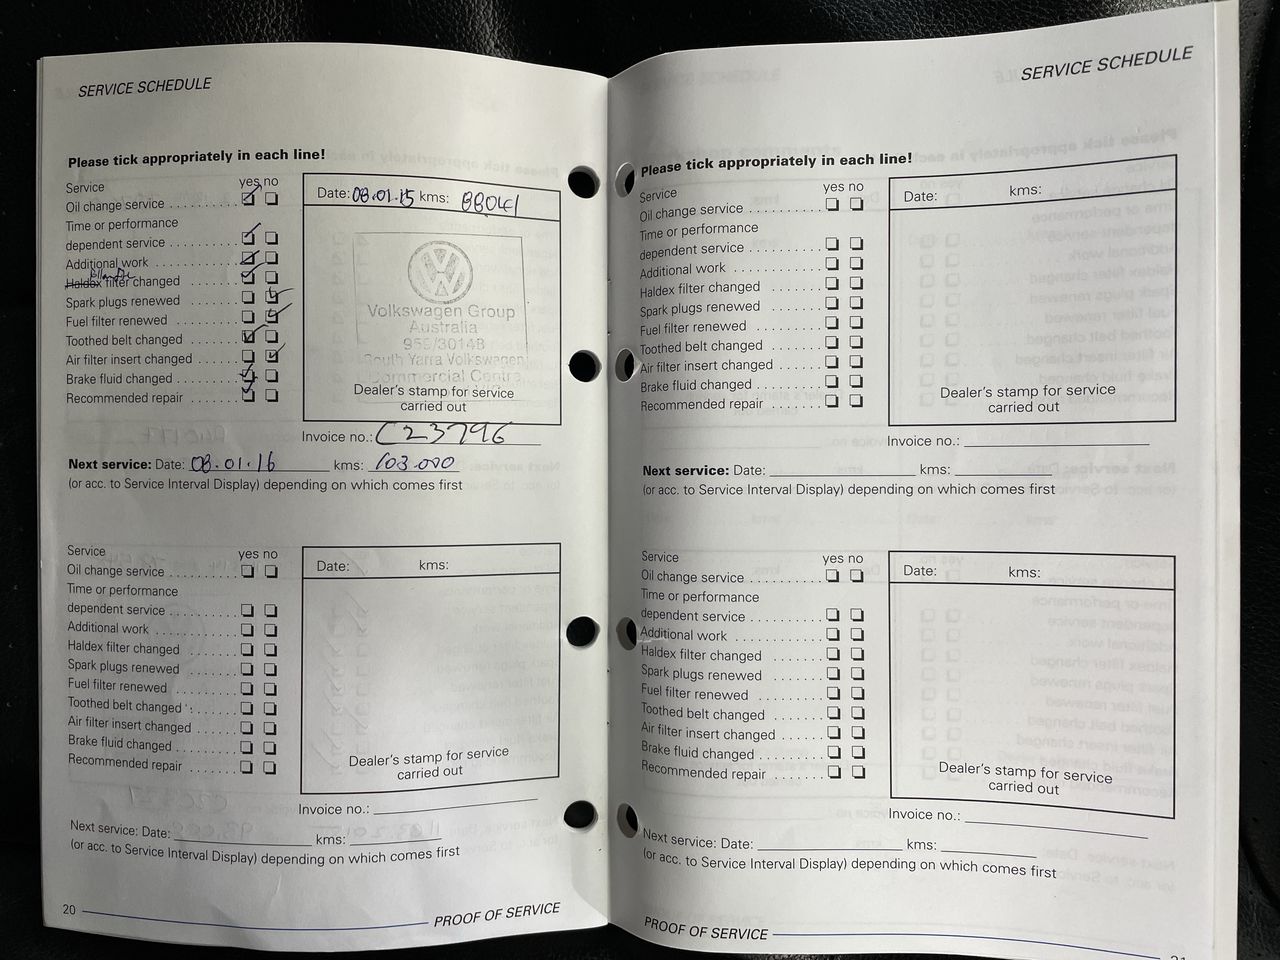 SERVICE SCHEDULE
Please tick appropriately in each line!
Service yes no
Oil change service
Time or performance
dependent service
Additional work
Haldex filter changed
Spark plugs renewed
Fuel filter renewed
Toothed belt changed
Air filter insert changed
Brake fluid changed
Recommended repair
Date: 08.01.15 kms: 88041
Volkswagen Group
Australia
955/3014B
South Yarra Volkswagen
Commercial Centre
Dealer's stamp for service
carried out
Invoice no.: C23796
Next service: Date: 08.01.16 kms: 103.000
(or acc. to Service Interval Display) depending on which comes first
Service yes no
Oil change service
Time or performance
dependent service
Additional work
Haldex filter changed
Spark plugs renewed
Fuel filter renewed
Toothed belt changed
Air filter insert changed
Brake fluid changed
Recommended repair
Date: kms:
Dealer's stamp for service
carried out
Invoice no.:
Next service: Date: kms:
(or acc. to Service Interval Display) depending on which comes first
20 PROOF OF SERVICE
SERVICE SCHEDULE
Please tick appropriately in each line!
Service yes no
Oil change service
Time or performance
dependent service
Additional work
Haldex filter changed
Spark plugs renewed
Fuel filter renewed
Toothed belt changed
Air filter insert changed
Brake fluid changed
Recommended repair
Date: kms:
Dealer's stamp for service
carried out
Invoice no.:
Next service: Date: kms:
(or acc. to Service Interval Display) depending on which comes first
Service yes no
Oil change service
Time or performance
dependent service
Additional work
Haldex filter changed
Spark plugs renewed
Fuel filter renewed
Toothed belt changed
Air filter insert changed
Brake fluid changed
Recommended repair
Date: kms:
Dealer's stamp for service
carried out
Invoice no.:
Next service: Date: kms:
(or acc. to Service Interval Display) depending on which comes first
PROOF OF SERVICE 21